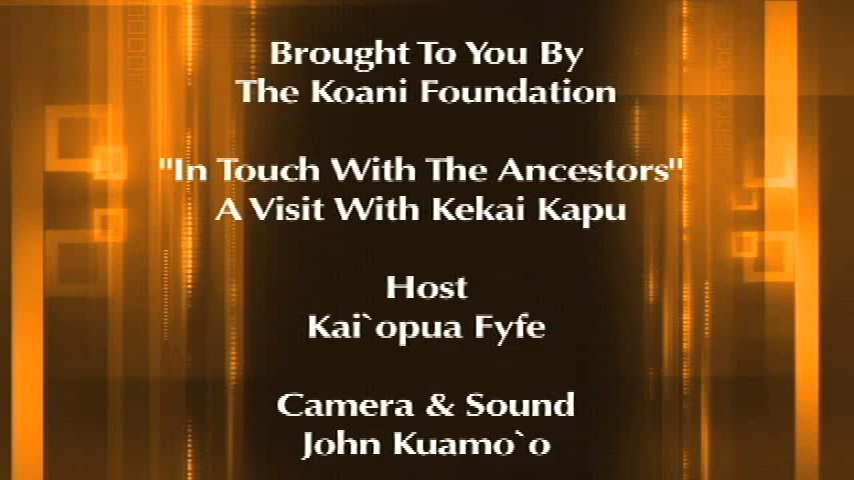 Brought To You By
The Koani Foundation
"In Touch With The Ancestors"
A Visit With Kekai Kapu
Host
Kai`opua Fyfe
Camera & Sound
John Kuamo`o